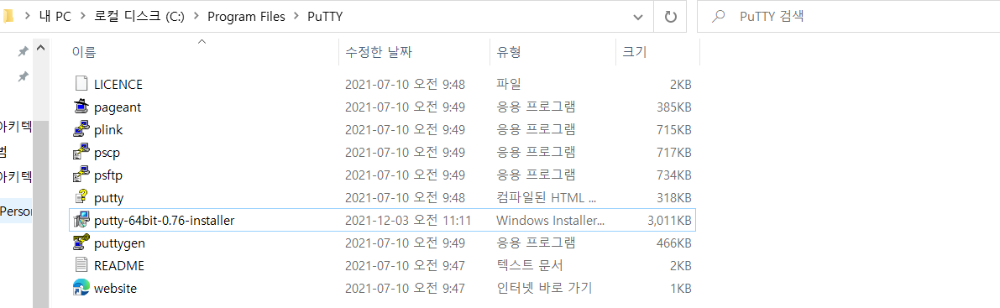 내 PC > 로컬 디스크 (C:) > Program Files > PuTTY
PuTTY 검색
이름 수정한 날짜 유형 크기
LICENCE 2021-07-10 오전 9:48 파일 2KB
pageant 2021-07-10 오전 9:49 응용 프로그램 385KB
plink 2021-07-10 오전 9:49 응용 프로그램 715KB
pscp 2021-07-10 오전 9:49 응용 프로그램 717KB
psftp 2021-07-10 오전 9:49 응용 프로그램 734KB
putty 2021-07-10 오전 9:48 컴파일된 HTML ... 318KB
putty-64bit-0.76-installer 2021-12-03 오전 11:11 Windows Installer... 3,011KB
puttygen 2021-07-10 오전 9:49 응용 프로그램 466KB
README 2021-07-10 오전 9:47 텍스트 문서 2KB
website 2021-07-10 오전 9:47 인터넷 바로 가기 1KB
아키텍
범
아키텍
Person